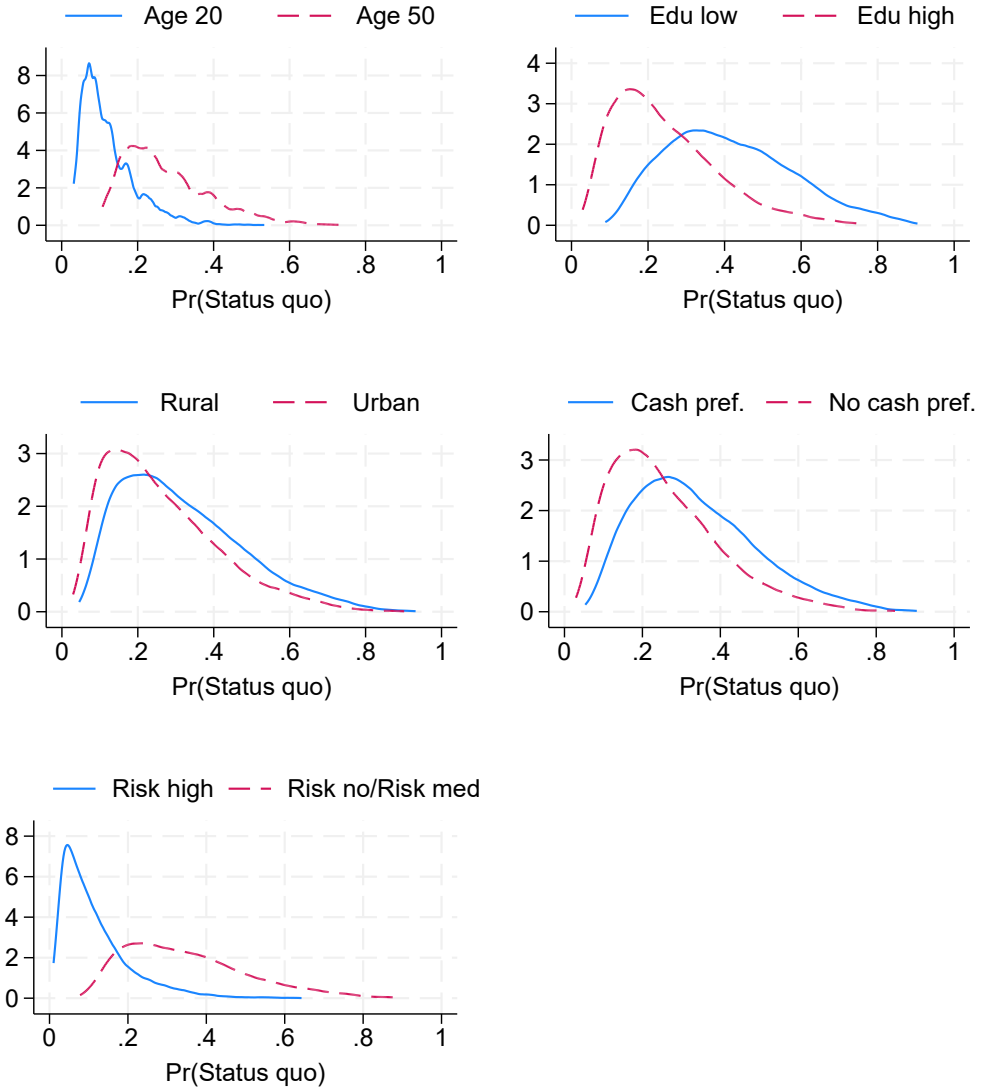 Age 20 Age 50
8
6
4
2
0
0 .2 .4 .6 .8 1
Pr(Status quo)
Edu low Edu high
4
3
2
1
0
0 .2 .4 .6 .8 1
Pr(Status quo)
Rural Urban
3
2
1
0
0 .2 .4 .6 .8 1
Pr(Status quo)
Cash pref. No cash pref.
3
2
1
0
0 .2 .4 .6 .8 1
Pr(Status quo)
Risk high Risk no/Risk med
8
6
4
2
0
0 .2 .4 .6 .8 1
Pr(Status quo)